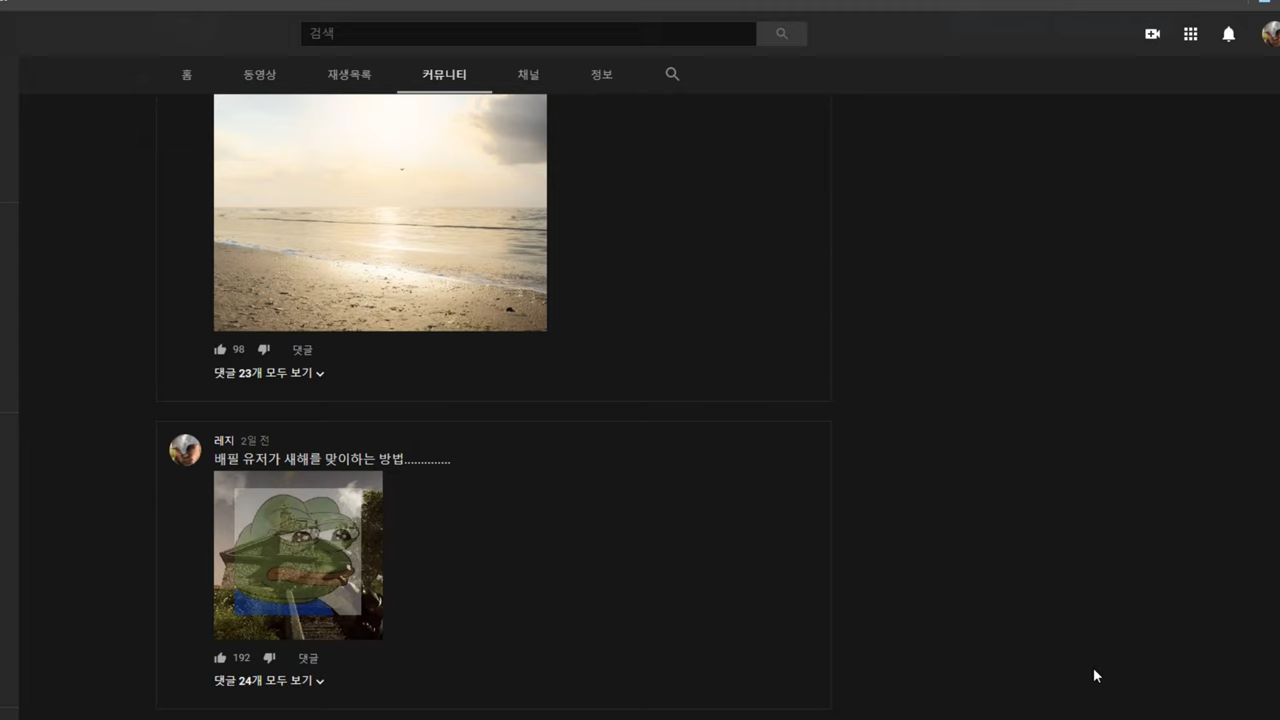 검색
홈 동영상 재생목록 커뮤니티 채널 정보
98 댓글
댓글 23개 모두 보기
레지 2일 전
배필 유저가 새해를 맞이하는 방법..............
192 댓글
댓글 24개 모두 보기